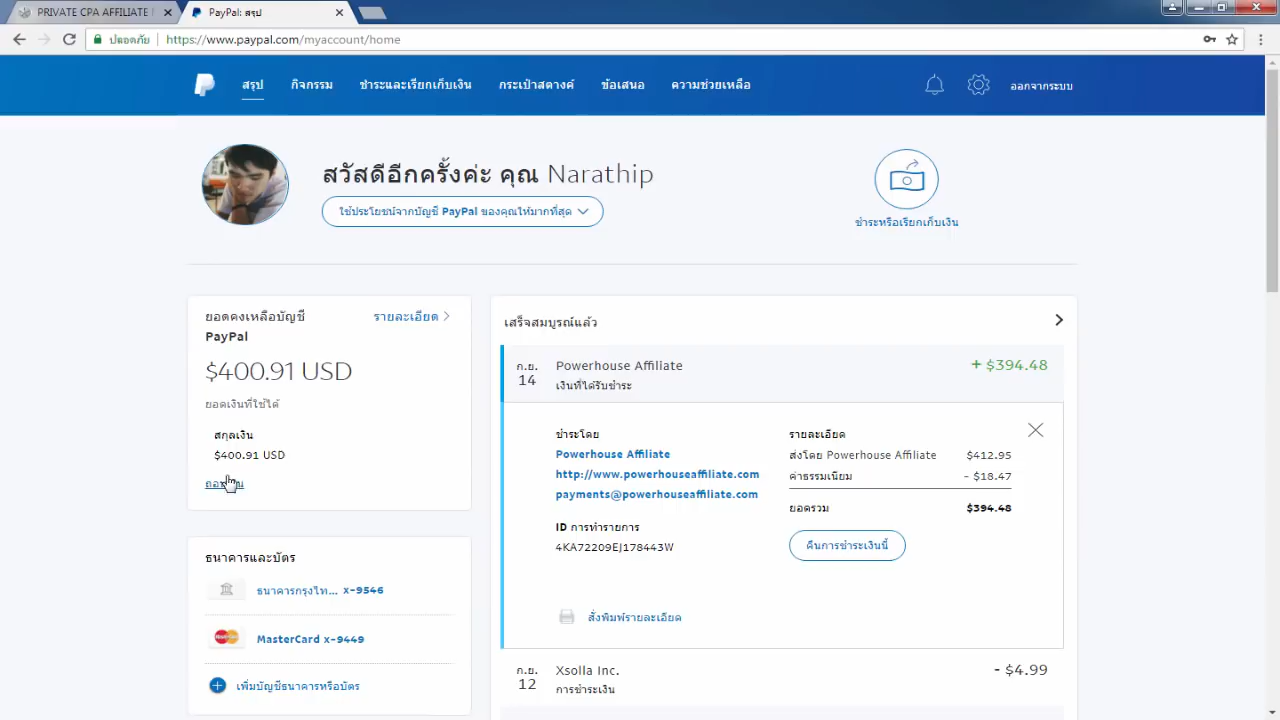 PRIVATE CPA AFFILIATE
PayPal: สรุป
ปลอดภัย
https://www.paypal.com/myaccount/home
สรุป
กิจกรรม
ชำระและเรียกเก็บเงิน
กระเป๋าสตางค์
ข้อเสนอ
ความช่วยเหลือ
ออกจากระบบ
สวัสดีอีกครั้งค่ะ คุณ Narathip
ใช้ประโยชน์จากบัญชี PayPal ของคุณให้มากที่สุด
ชำระหรือเรียกเก็บเงิน
ยอดคงเหลือบัญชี
PayPal
รายละเอียด
$400.91 USD
ยอดเงินที่ใช้ได้
สกุลเงิน
$400.91 USD
ธนาคารและบัตร
ธนาคารกรุงไทย... x-9546
MasterCard x-9449
เพิ่มบัญชีธนาคารหรือบัตร
เสร็จสมบูรณ์แล้ว
ก.ย.
14
Powerhouse Affiliate
เงินที่ได้รับชำระ
+ $394.48
ชำระโดย
Powerhouse Affiliate
http://www.powerhouseaffiliate.com
payments@powerhouseaffiliate.com
ID การทำรายการ
4KA72209EJ178443W
สั่งพิมพ์รายละเอียด
รายละเอียด
ส่งโดย Powerhouse Affiliate $412.95
ค่าธรรมเนียม - $18.47
ยอดรวม $394.48
คืนการชำระเงินนี้
ก.ย.
12
Xsolla Inc.
การชำระเงิน
- $4.99